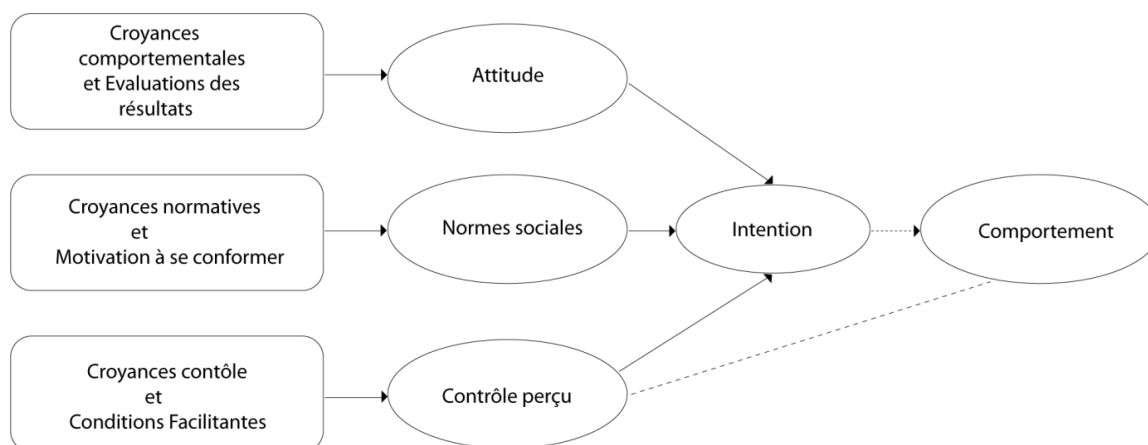 Croyances
comportementales
et Evaluations des
résultats
Attitude
Croyances normatives
et
Motivation à se conformer
Normes sociales
Intention
Comportement
Croyances contôle
et
Conditions Facilitantes
Contrôle perçu